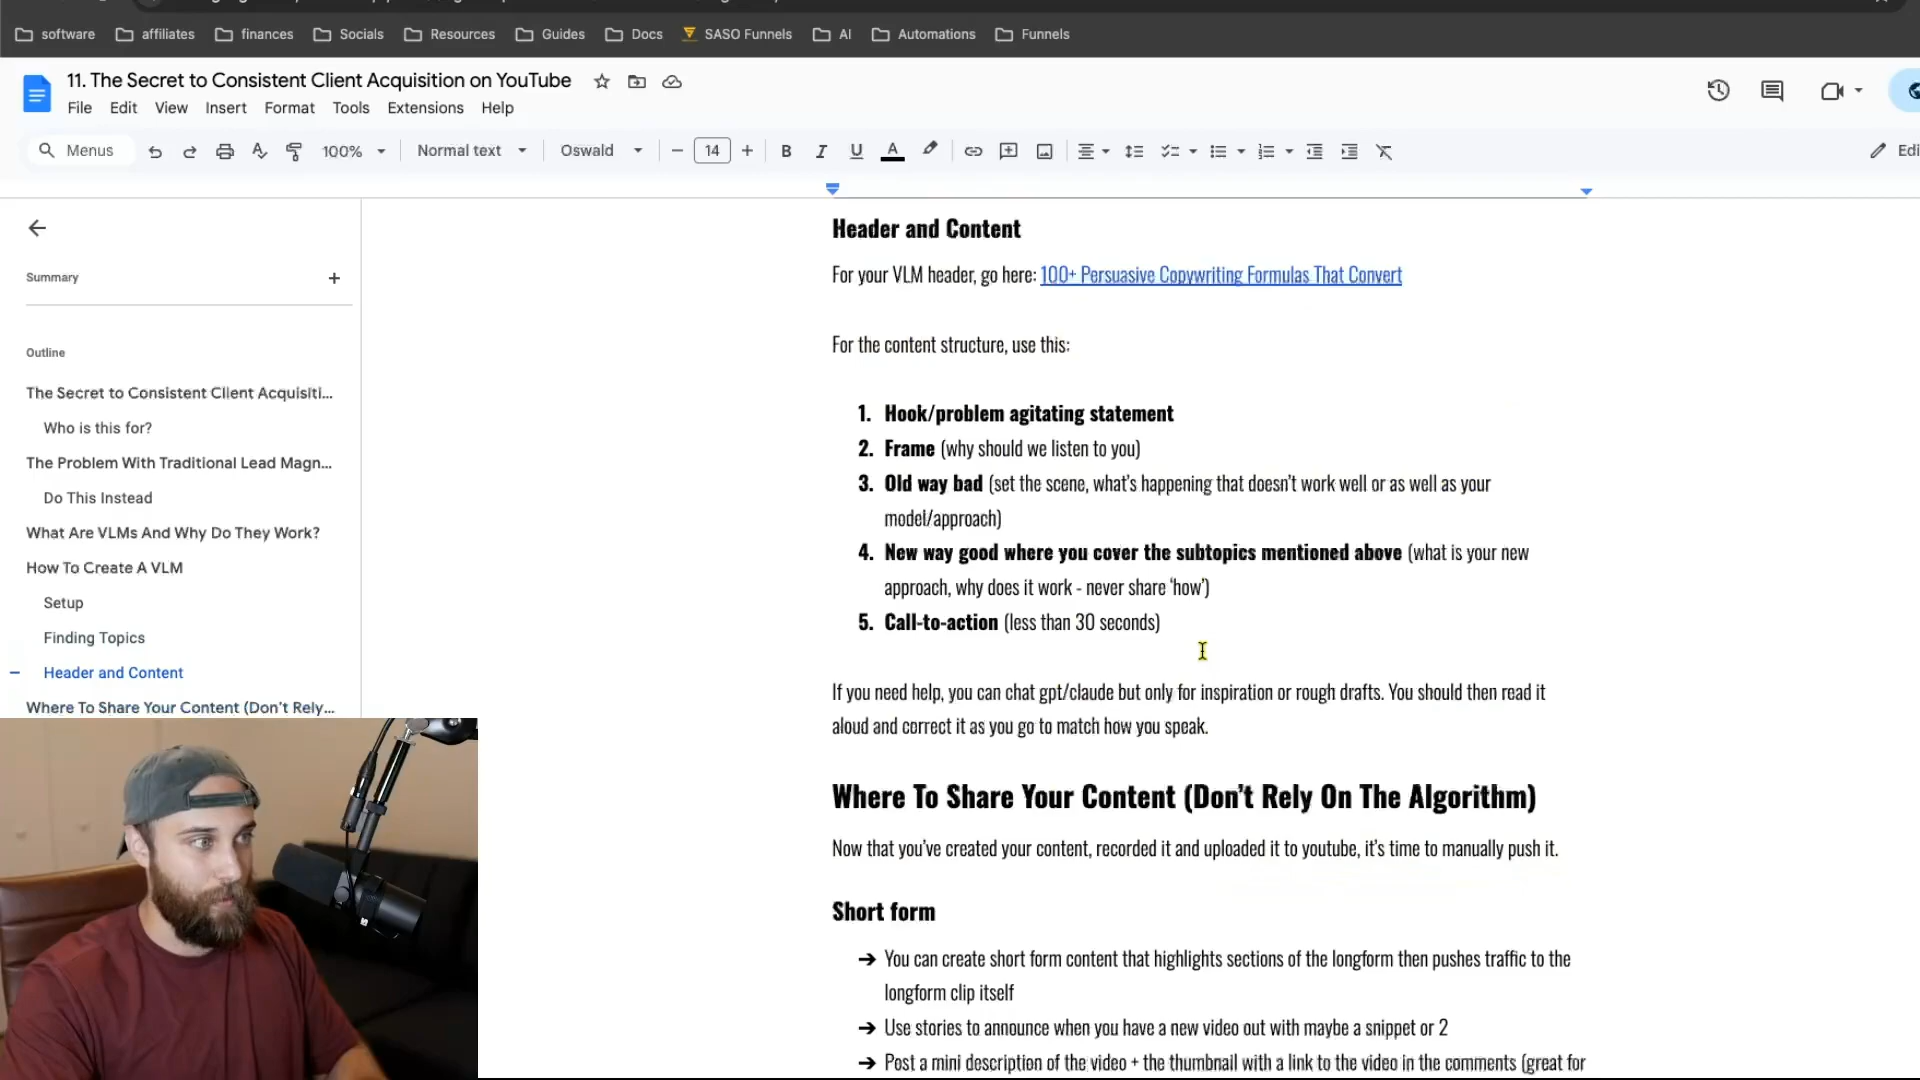 software affiliates finances Socials Resources Guides Docs SASO Funnels AI Automations Funnels
11. The Secret to Consistent Client Acquisition on YouTube
File Edit View Insert Format Tools Extensions Help
Menus 100% Normal text Oswald 14 B I U A
Summary
Outline
The Secret to Consistent Client Acquisiti...
Who is this for?
The Problem With Traditional Lead Magn...
Do This Instead
What Are VLMs And Why Do They Work?
How To Create A VLM
Setup
Finding Topics
Header and Content
Where To Share Your Content (Don't Rely...
Header and Content
For your VLM header, go here: 100+ Persuasive Copywriting Formulas That Convert
For the content structure, use this:
1. Hook/problem agitating statement
2. Frame (why should we listen to you)
3. Old way bad (set the scene, what's happening that doesn't work well or as well as your
model/approach)
4. New way good where you cover the subtopics mentioned above (what is your new
approach, why does it work - never share 'how')
5. Call-to-action (less than 30 seconds)
If you need help, you can chat gpt/claude but only for inspiration or rough drafts. You should then read it
aloud and correct it as you go to match how you speak.
Where To Share Your Content (Don't Rely On The Algorithm)
Now that you've created your content, recorded it and uploaded it to youtube, it's time to manually push it.
Short form
➔ You can create short form content that highlights sections of the longform then pushes traffic to the
longform clip itself
➔ Use stories to announce when you have a new video out with maybe a snippet or 2
➔ Post a mini description of the video + the thumbnail with a link to the video in the comments (great for